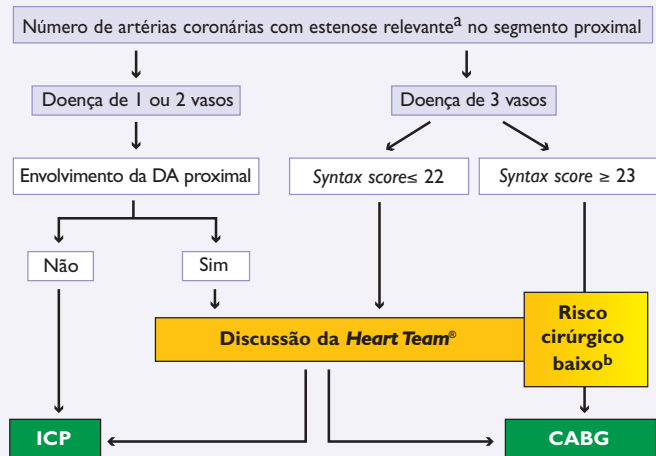 Número de artérias coronárias com estenose relevanteᵃ no segmento proximal
Doença de 1 ou 2 vasos
Doença de 3 vasos
Envolvimento da DA proximal
Syntax score≤ 22
Syntax score ≥ 23
Não
Sim
Discussão da Heart Team®
Risco
cirúrgico
baixoᵇ
ICP
CABG